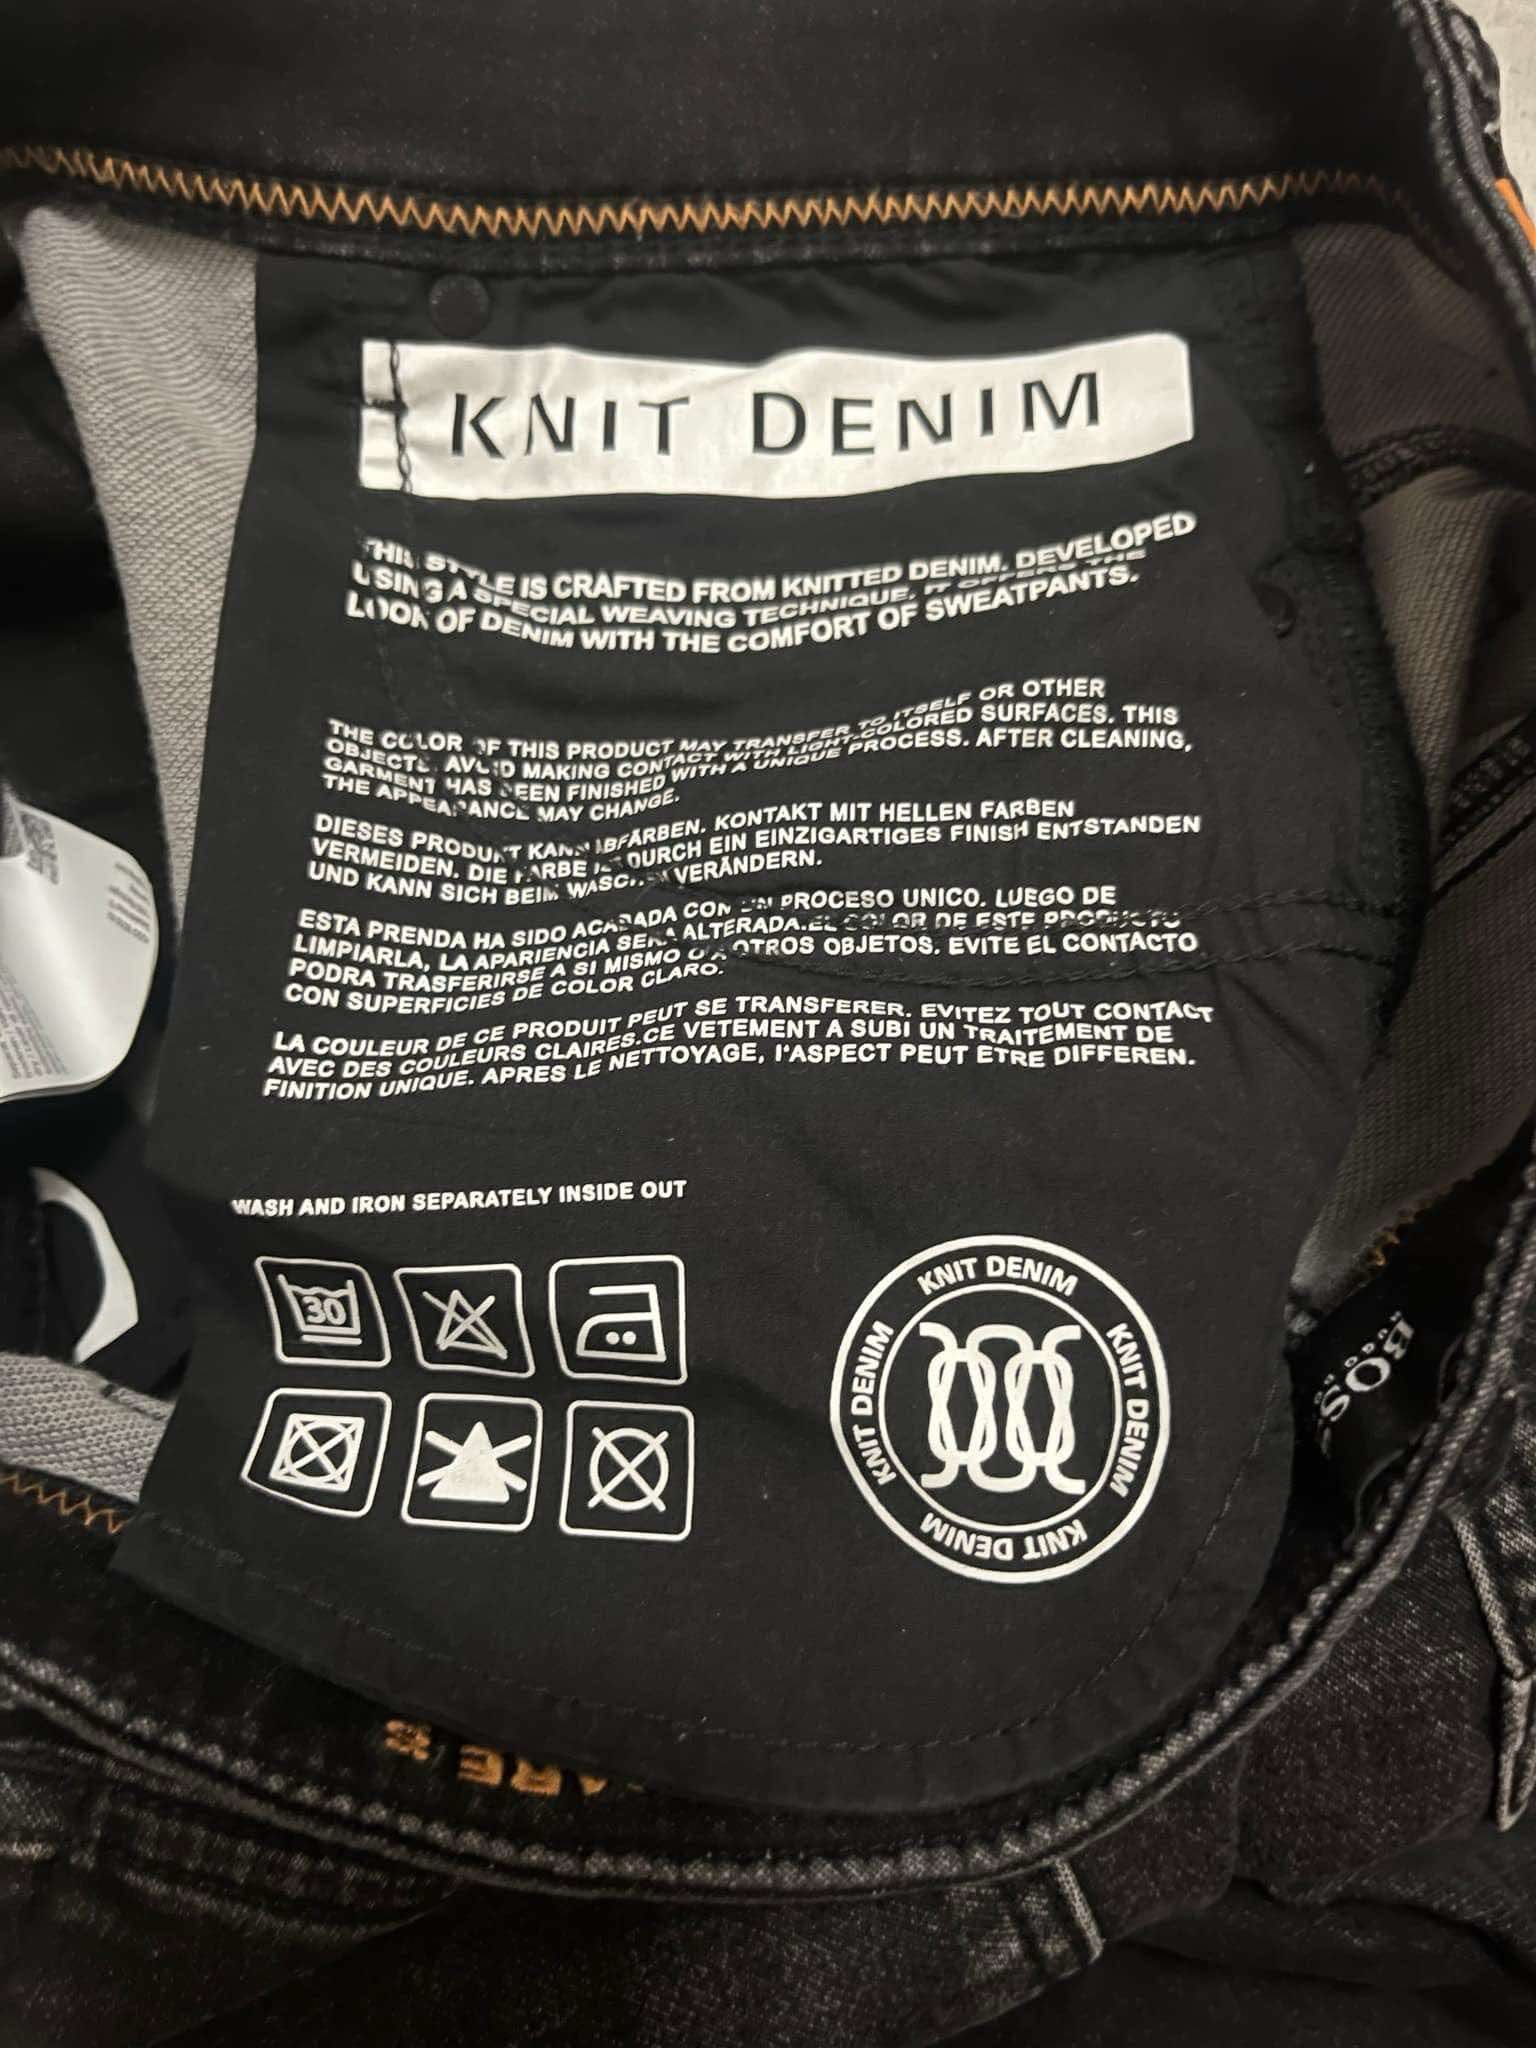 KNIT DENIM
THIS STYLE IS CRAFTED FROM KNITTED DENIM. DEVELOPED
USING A SPECIAL WEAVING TECHNIQUE. IT OFFERS THE
LOOK OF DENIM WITH THE COMFORT OF SWEATPANTS.
THE COLOR OF THIS PRODUCT MAY TRANSFER TO ITSELF OR OTHER
OBJECTS. AVOID MAKING CONTACT WITH LIGHT-COLORED SURFACES. THIS
GARMENT HAS BEEN FINISHED WITH A UNIQUE PROCESS. AFTER CLEANING,
THE APPEARANCE MAY CHANGE.
DIESES PRODUKT KANN ABFÄRBEN. KONTAKT MIT HELLEN FARBEN
VERMEIDEN. DIE FARBE IST DURCH EIN EINZIGARTIGES FINISH ENTSTANDEN
UND KANN SICH BEIM WASCHEN VERÄNDERN.
ESTA PRENDA HA SIDO ACABADA CON UN PROCESO UNICO. LUEGO DE
LIMPIARLA, LA APARIENCIA SERA ALTERADA.EL COLOR DE ESTE PRODUCTO
PODRA TRASFERIRSE A SI MISMO O A OTROS OBJETOS. EVITE EL CONTACTO
CON SUPERFICIES DE COLOR CLARO.
LA COULEUR DE CE PRODUIT PEUT SE TRANSFERER. EVITEZ TOUT CONTACT
AVEC DES COULEURS CLAIRES.CE VETEMENT A SUBI UN TRAITEMENT DE
FINITION UNIQUE. APRES LE NETTOYAGE, l'ASPECT PEUT ETRE DIFFEREN.
WASH AND IRON SEPARATELY INSIDE OUT
30
KNIT DENIM
KNIT DENIM
KNIT DENIM
KNIT DENIM
BOSS